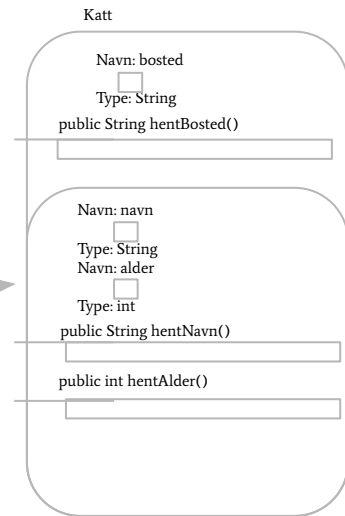 Katt
Navn: bosted
Type: String
public String hentBosted()
Navn: navn
Type: String
Navn: alder
Type: int
public String hentNavn()
public int hentAlder()